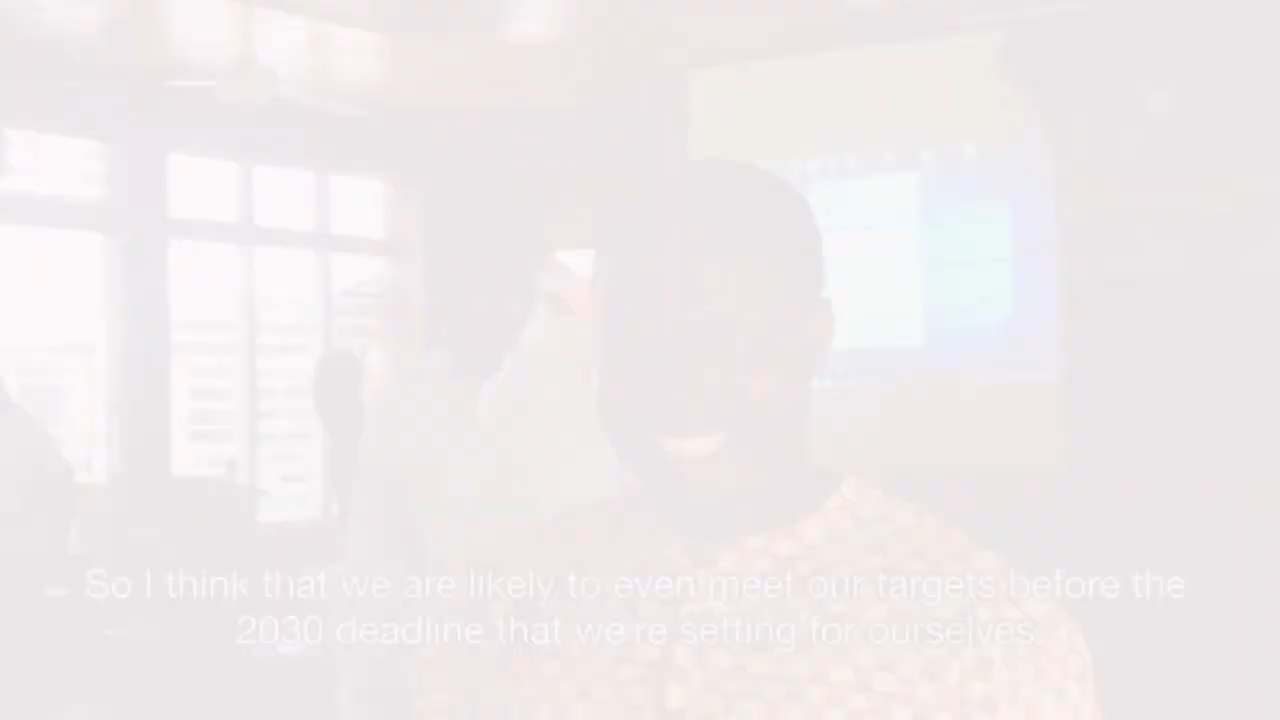 So I think that we are likely to even meet our targets before the
2030 deadline that we're setting for ourselves.